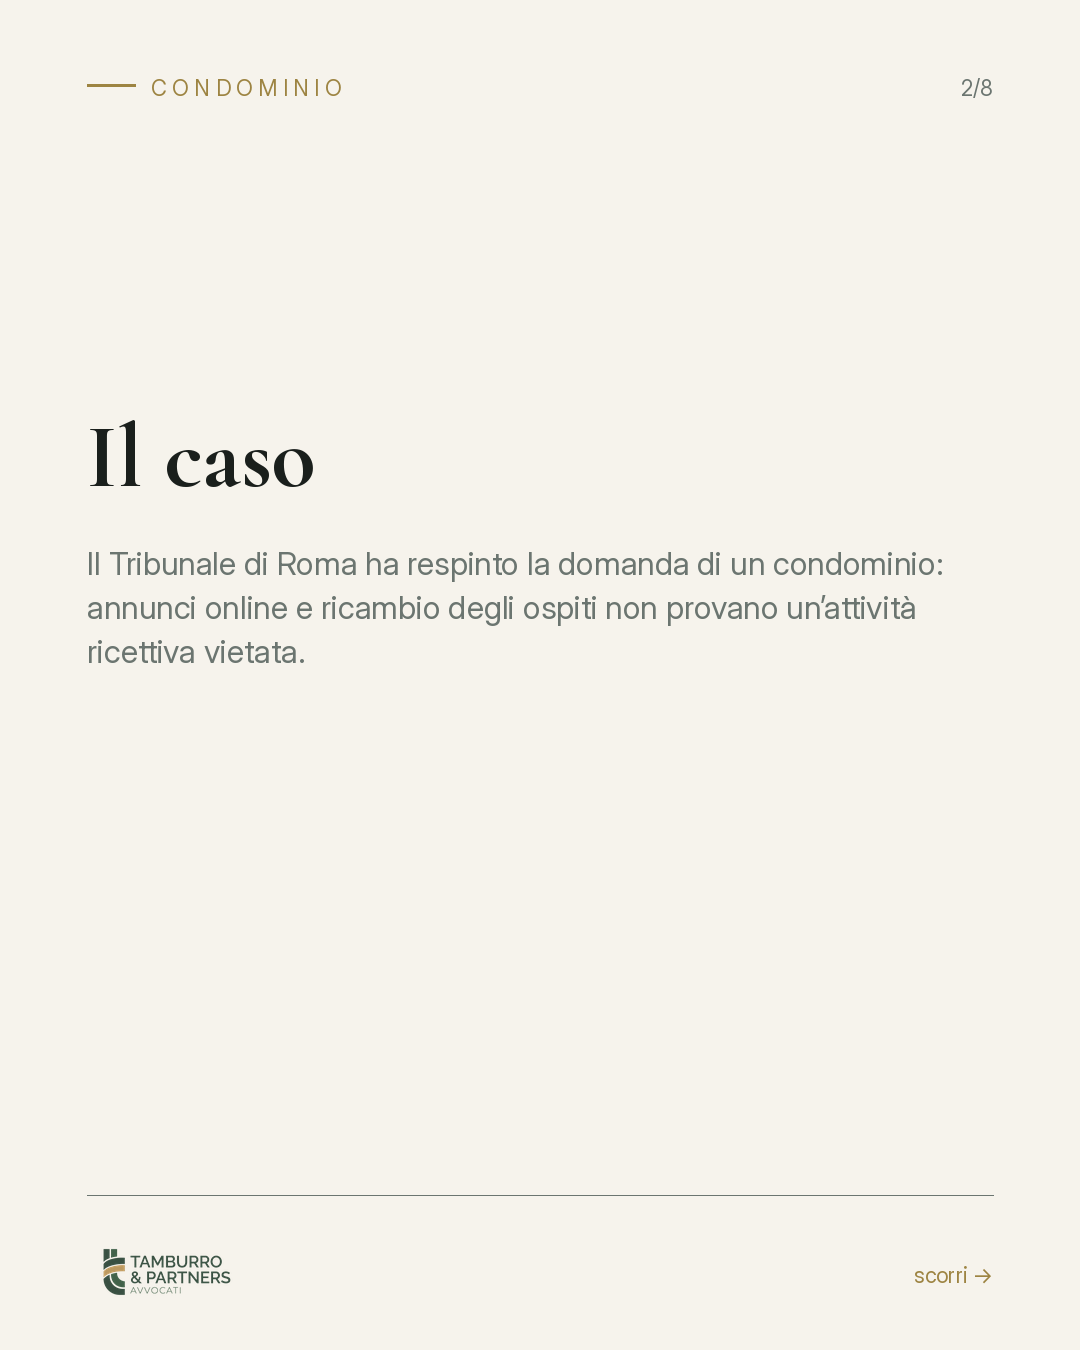 CONDOMINIO
2/8
Il caso
Il Tribunale di Roma ha respinto la domanda di un condominio:
annunci online e ricambio degli ospiti non provano un’attività
ricettiva vietata.
TAMBURRO
& PARTNERS
AVVOCATI
scorri →